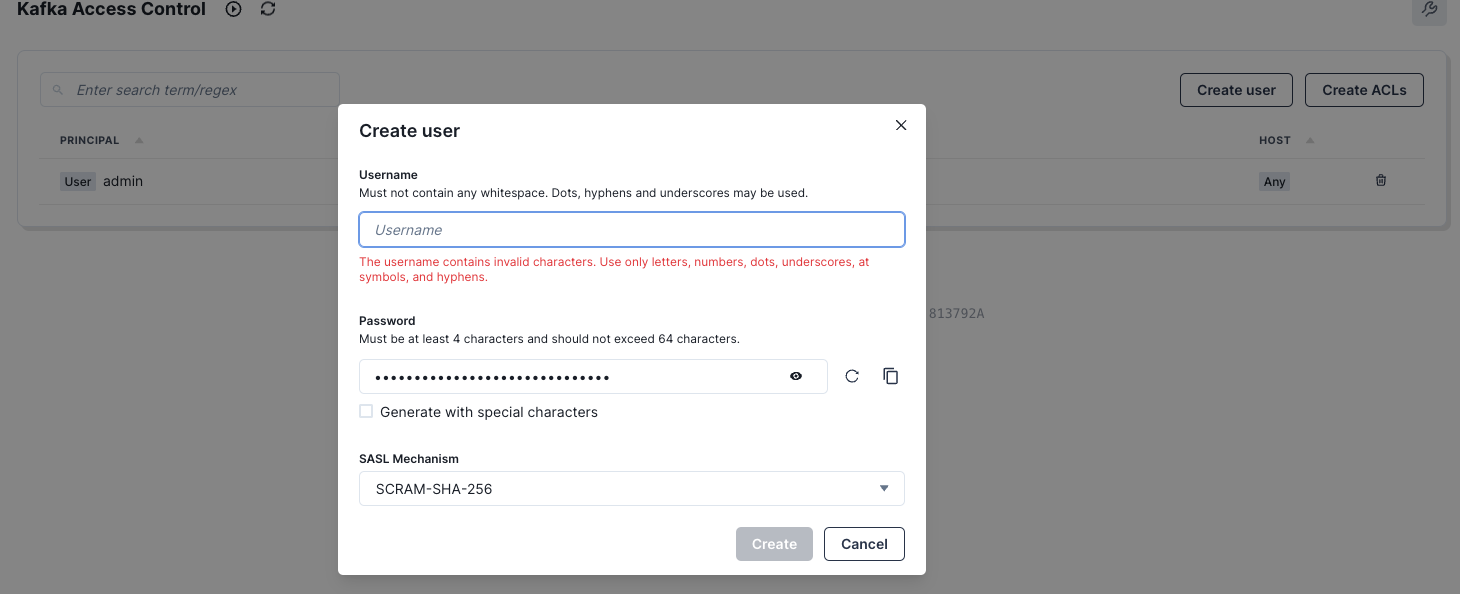 Kafka Access Control
Enter search term/regex
Create user
Create ACLs
PRINCIPAL
HOST
User admin
Any
813792A
Create user
Username
Must not contain any whitespace. Dots, hyphens and underscores may be used.
Username
The username contains invalid characters. Use only letters, numbers, dots, underscores, at
symbols, and hyphens.
Password
Must be at least 4 characters and should not exceed 64 characters.
••••••••••••••••••••••••••••••
Generate with special characters
SASL Mechanism
SCRAM-SHA-256
Create
Cancel